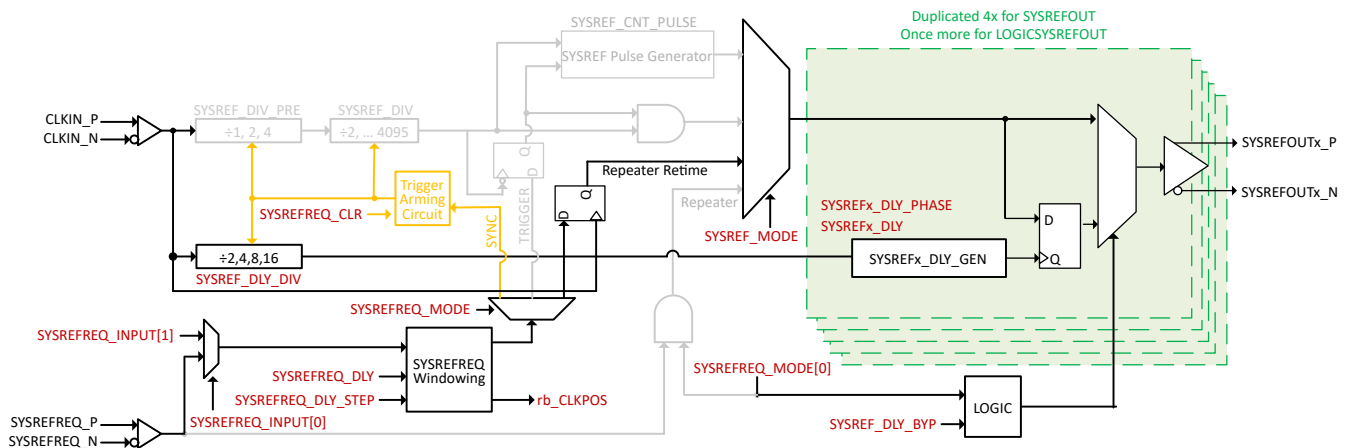 Duplicated 4x for SYSREFOUT
Once more for LOGICSYSREFOUT
SYSREF_CNT_PULSE
SYSREF Pulse Generator
SYSREF_DIV_PRE
÷1, 2, 4
SYSREF_DIV
÷2, ... 4095
CLKIN_P
CLKIN_N
Q
D
TRIGGER
Trigger
Arming
Circuit
SYSREFREQ_CLR
SYNC
Repeater Retime
Q
D
Repeater
SYSREF_MODE
SYSREFx_DLY_PHASE
SYSREFx_DLY
SYSREFx_DLY_GEN
D
Q
SYSREFOUTx_P
SYSREFOUTx_N
÷2,4,8,16
SYSREF_DLY_DIV
SYSREFREQ_MODE
SYSREFREQ_INPUT[1]
SYSREFREQ
Windowing
SYSREFREQ_DLY
SYSREFREQ_DLY_STEP
rb_CLKPOS
SYSREFREQ_INPUT[0]
SYSREFREQ_P
SYSREFREQ_N
SYSREFREQ_MODE[0]
LOGIC
SYSREF_DLY_BYP